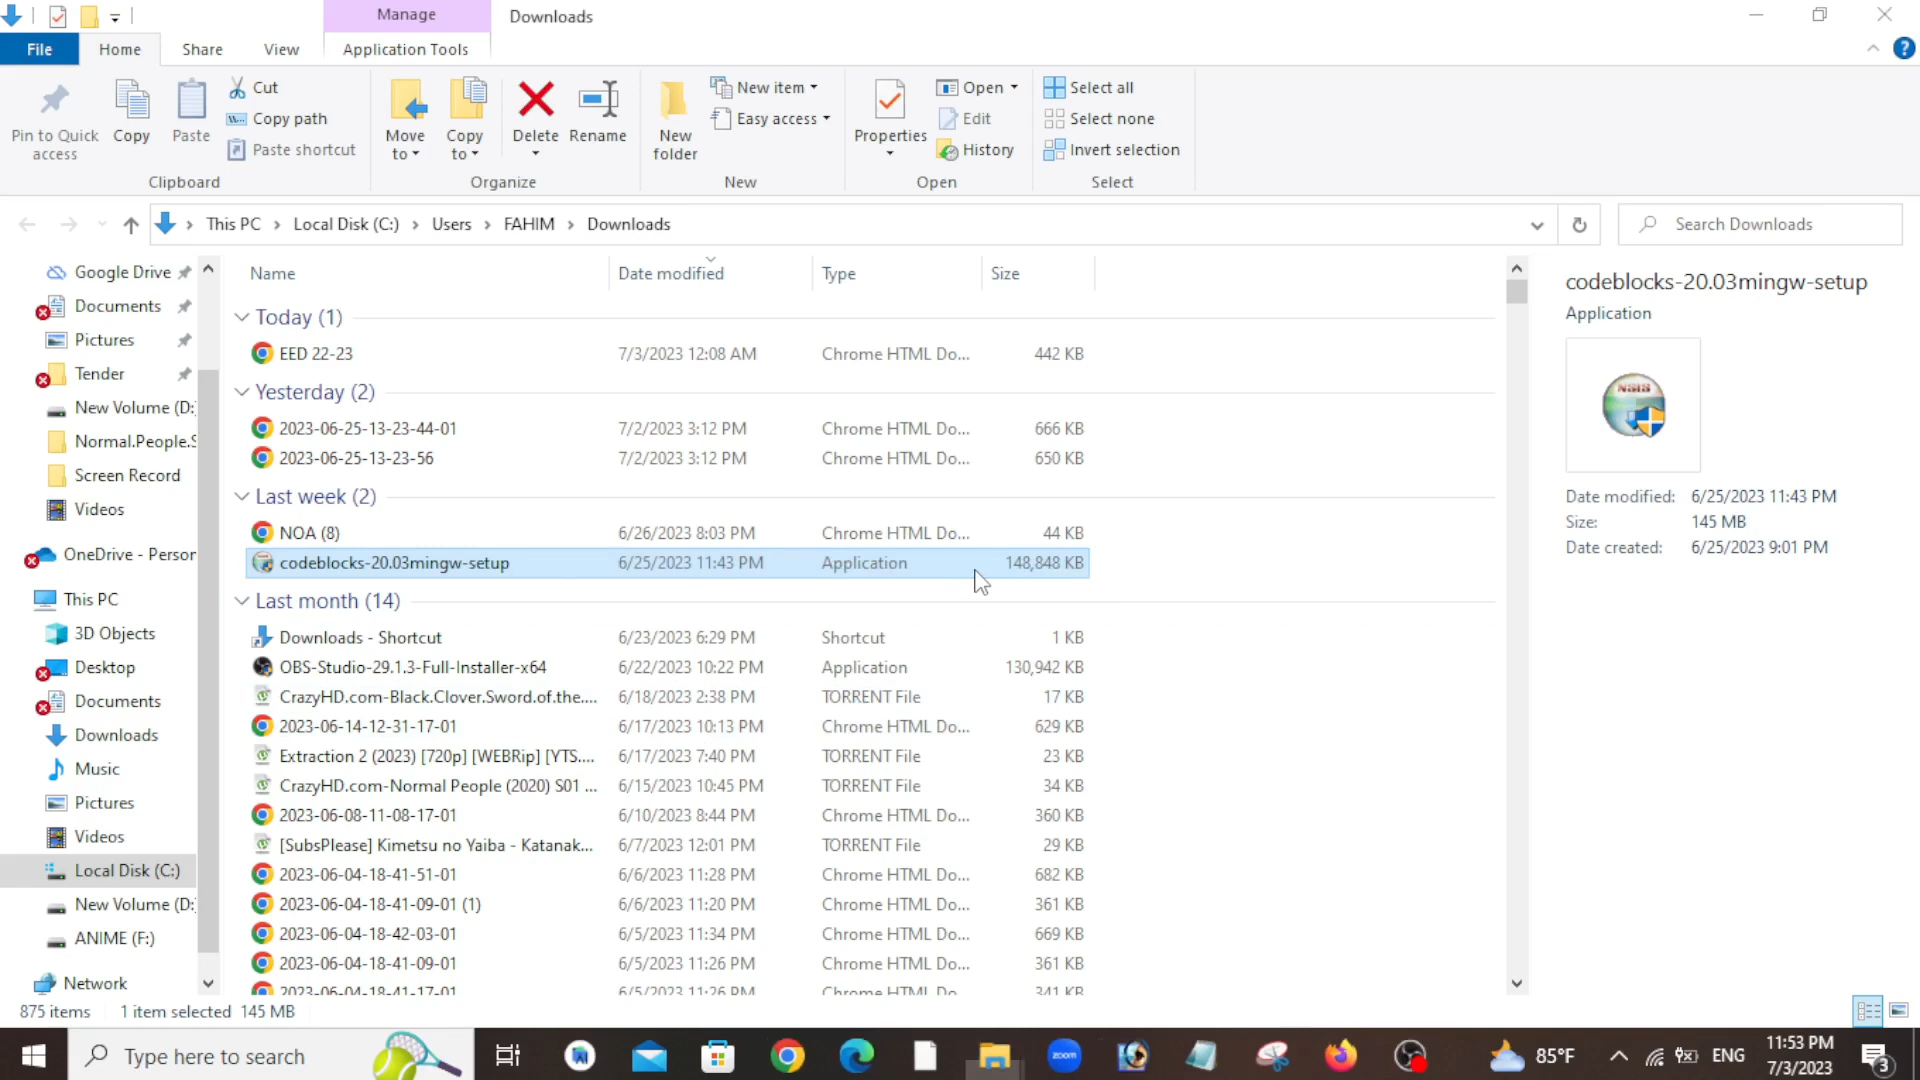 Manage
Downloads
File
Home
Share
View
Application Tools
Pin to Quick access
Copy
Paste
Cut
Copy path
Paste shortcut
Clipboard
Move to
Copy to
Delete
Rename
Organize
New folder
New item
Easy access
New
Properties
Open
Edit
History
Open
Select all
Select none
Invert selection
Select
This PC > Local Disk (C:) > Users > FAHIM > Downloads
Search Downloads
Google Drive
Documents
Pictures
Tender
New Volume (D:
Normal.People.S
Screen Record
Videos
OneDrive - Person
This PC
3D Objects
Desktop
Documents
Downloads
Music
Pictures
Videos
Local Disk (C:)
New Volume (D:
ANIME (F:)
Network
Name Date modified Type Size
Today (1)
EED 22-23 7/3/2023 12:08 AM Chrome HTML Do... 442 KB
Yesterday (2)
2023-06-25-13-23-44-01 7/2/2023 3:12 PM Chrome HTML Do... 666 KB
2023-06-25-13-23-56 7/2/2023 3:12 PM Chrome HTML Do... 650 KB
Last week (2)
NOA (8) 6/26/2023 8:03 PM Chrome HTML Do... 44 KB
codeblocks-20.03mingw-setup 6/25/2023 11:43 PM Application 148,848 KB
Last month (14)
Downloads - Shortcut 6/23/2023 6:29 PM Shortcut 1 KB
OBS-Studio-29.1.3-Full-Installer-x64 6/22/2023 10:22 PM Application 130,942 KB
CrazyHD.com-Black.Clover.Sword.of.the.... 6/18/2023 2:38 PM TORRENT File 17 KB
2023-06-14-12-31-17-01 6/17/2023 10:13 PM Chrome HTML Do... 629 KB
Extraction 2 (2023) [720p] [WEBRip] [YTS.... 6/17/2023 7:40 PM TORRENT File 23 KB
CrazyHD.com-Normal People (2020) S01 ... 6/15/2023 10:45 PM TORRENT File 34 KB
2023-06-08-11-08-17-01 6/10/2023 8:44 PM Chrome HTML Do... 360 KB
[SubsPlease] Kimetsu no Yaiba - Katanak... 6/7/2023 12:01 PM TORRENT File 29 KB
2023-06-04-18-41-51-01 6/6/2023 11:28 PM Chrome HTML Do... 682 KB
2023-06-04-18-41-09-01 (1) 6/6/2023 11:20 PM Chrome HTML Do... 361 KB
2023-06-04-18-42-03-01 6/5/2023 11:34 PM Chrome HTML Do... 669 KB
2023-06-04-18-41-09-01 6/5/2023 11:26 PM Chrome HTML Do... 361 KB
2023-06-04-18-41-17-01 6/5/2023 11:26 PM Chrome HTML Do 341 KB
codeblocks-20.03mingw-setup
Application
NSIS
Date modified: 6/25/2023 11:43 PM
Size: 145 MB
Date created: 6/25/2023 9:01 PM
875 items 1 item selected 145 MB
Type here to search
zoom
85°F
ENG
11:53 PM
7/3/2023
3